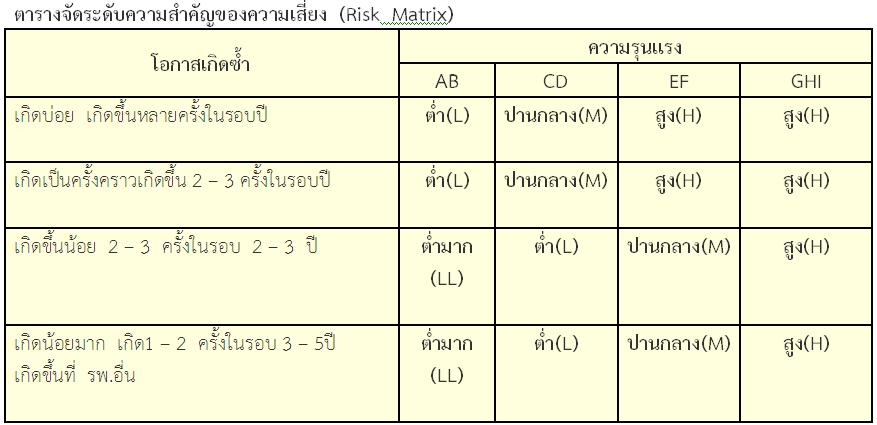 ตารางจัดระดับความสำคัญของความเสี่ยง (Risk Matrix)
โอกาสเกิดซ้ำ
ความรุนแรง
AB CD EF GHI
เกิดบ่อย เกิดขึ้นหลายครั้งในรอบปี ต่ำ(L) ปานกลาง(M) สูง(H) สูง(H)
เกิดเป็นครั้งคราวเกิดขึ้น 2 – 3 ครั้งในรอบปี ต่ำ(L) ปานกลาง(M) สูง(H) สูง(H)
เกิดขึ้นน้อย 2 – 3 ครั้งในรอบ 2 – 3 ปี ต่ำมาก ต่ำ(L) ปานกลาง(M) สูง(H)
(LL)
เกิดน้อยมาก เกิด1 – 2 ครั้งในรอบ 3 – 5ปี ต่ำมาก ต่ำ(L) ปานกลาง(M) สูง(H)
เกิดขึ้นที่ รพ.อื่น (LL)